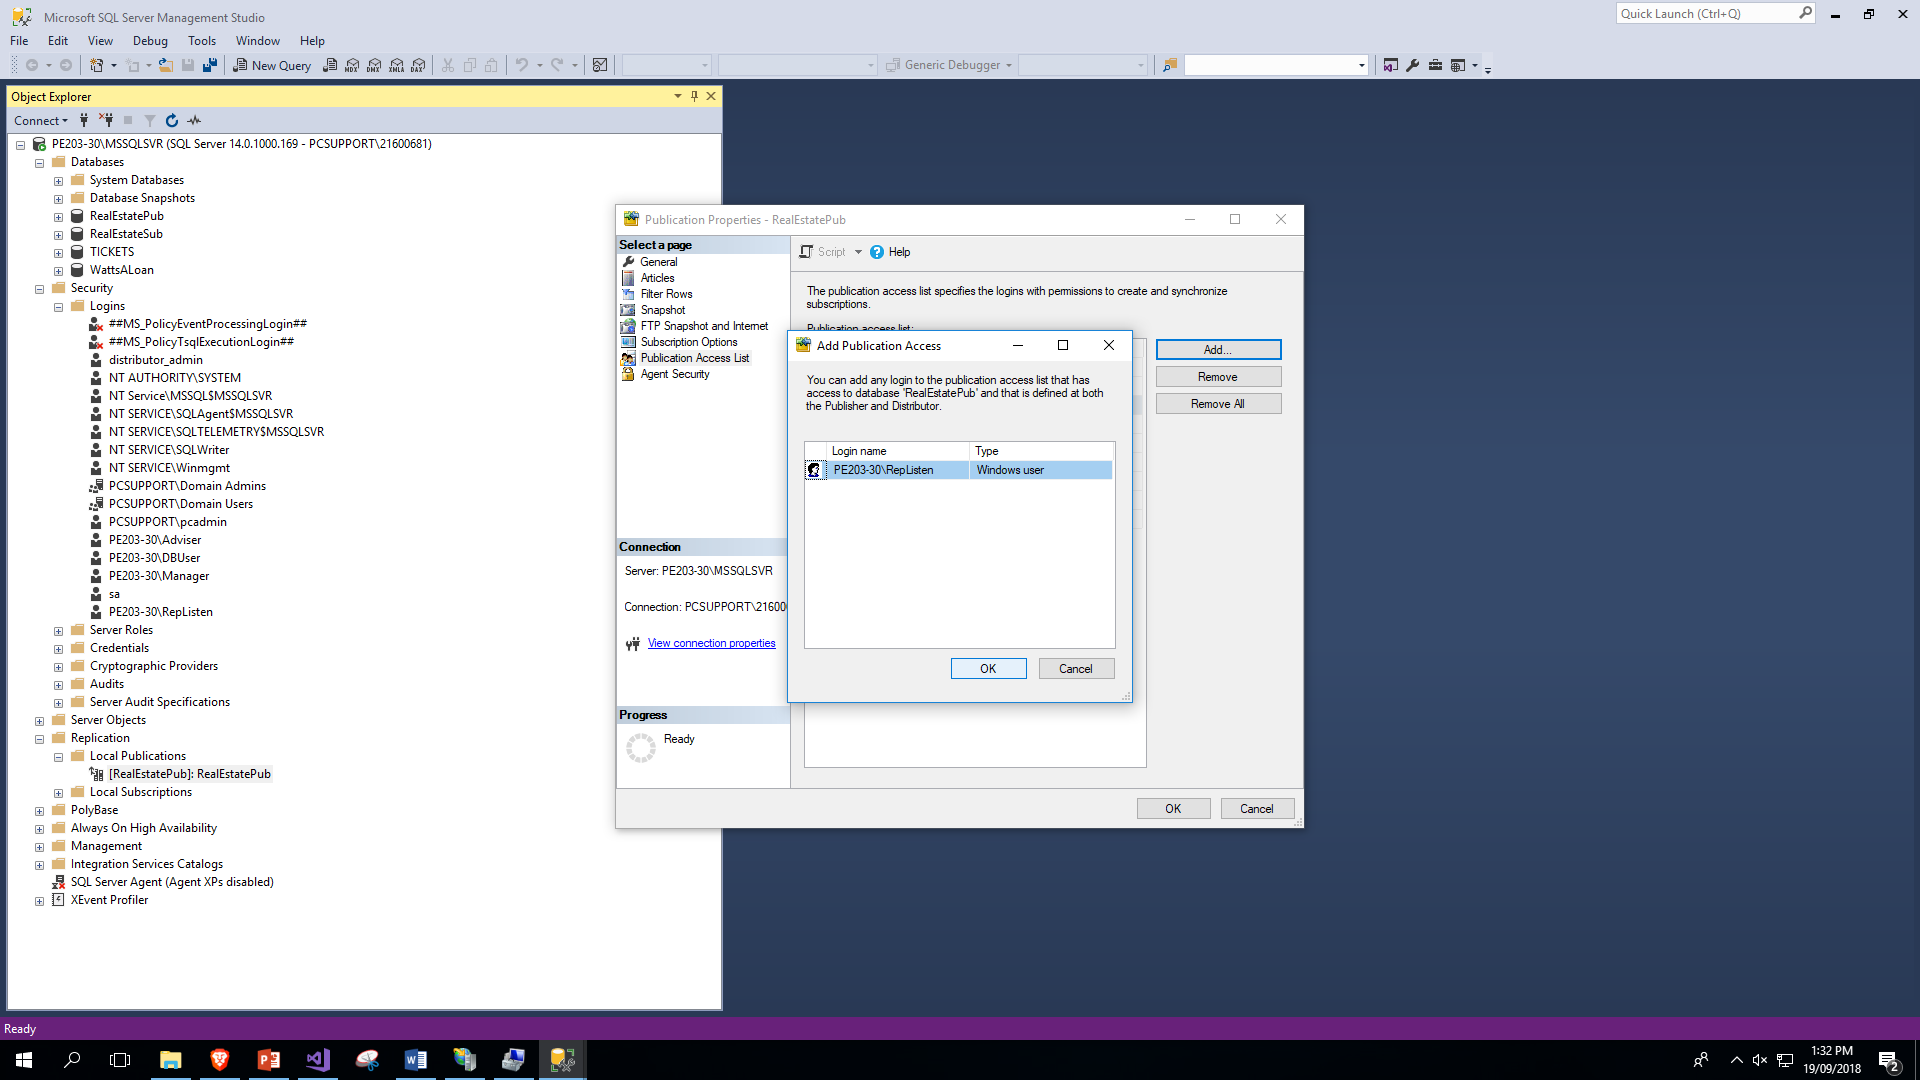 Microsoft SQL Server Management Studio
Quick Launch (Ctrl+Q)
File Edit View Debug Tools Window Help
New Query
MDX DMX XMLA DAX
Generic Debugger
Object Explorer
Connect
PE203-30\MSSQLSVR (SQL Server 14.0.1000.169 - PCSUPPORT\21600681)
Databases
System Databases
Database Snapshots
RealEstatePub
RealEstateSub
TICKETS
WattsALoan
Security
Logins
##MS_PolicyEventProcessingLogin##
##MS_PolicyTsqlExecutionLogin##
distributor_admin
NT AUTHORITY\SYSTEM
NT Service\MSSQL$MSSQLSVR
NT SERVICE\SQLAgent$MSSQLSVR
NT SERVICE\SQLTELEMETRY$MSSQLSVR
NT SERVICE\SQLWriter
NT SERVICE\Winmgmt
PCSUPPORT\Domain Admins
PCSUPPORT\Domain Users
PCSUPPORT\pcadmin
PE203-30\Adviser
PE203-30\DBUser
PE203-30\Manager
sa
PE203-30\RepListen
Server Roles
Credentials
Cryptographic Providers
Audits
Server Audit Specifications
Server Objects
Replication
Local Publications
[RealEstatePub]: RealEstatePub
Local Subscriptions
PolyBase
Always On High Availability
Management
Integration Services Catalogs
SQL Server Agent (Agent XPs disabled)
XEvent Profiler
Publication Properties - RealEstatePub
Select a page
General
Articles
Filter Rows
Snapshot
FTP Snapshot and Internet
Subscription Options
Publication Access List
Agent Security
Connection
Server: PE203-30\MSSQLSVR
Connection: PCSUPPORT\21600
View connection properties
Progress
Ready
Script Help
The publication access list specifies the logins with permissions to create and synchronize
subscriptions.
Publication access list:
Add...
Remove
Remove All
OK Cancel
Add Publication Access
You can add any login to the publication access list that has
access to database 'RealEstatePub' and that is defined at both
the Publisher and Distributor.
Login name Type
PE203-30\RepListen Windows user
OK Cancel
Ready
1:32 PM
19/09/2018
2